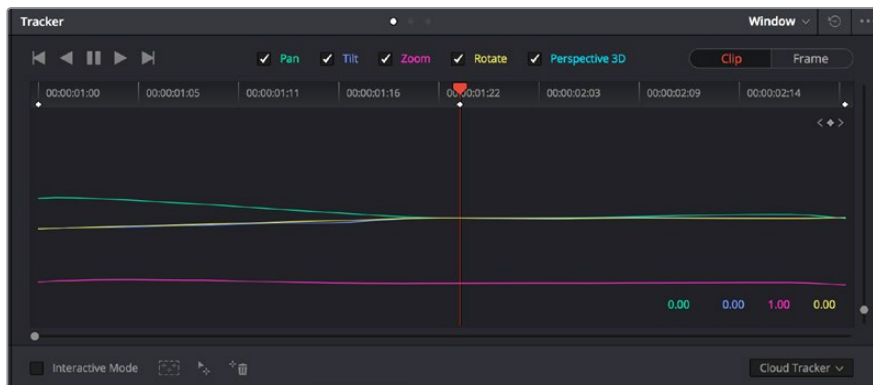 Tracker Window
Pan Tilt Zoom Rotate Perspective 3D Clip Frame
00:00:01:00 00:00:01:05 00:00:01:11 00:00:01:16 00:00:01:22 00:00:02:03 00:00:02:09 00:00:02:14
0.00 0.00 1.00 0.00
Interactive Mode Cloud Tracker